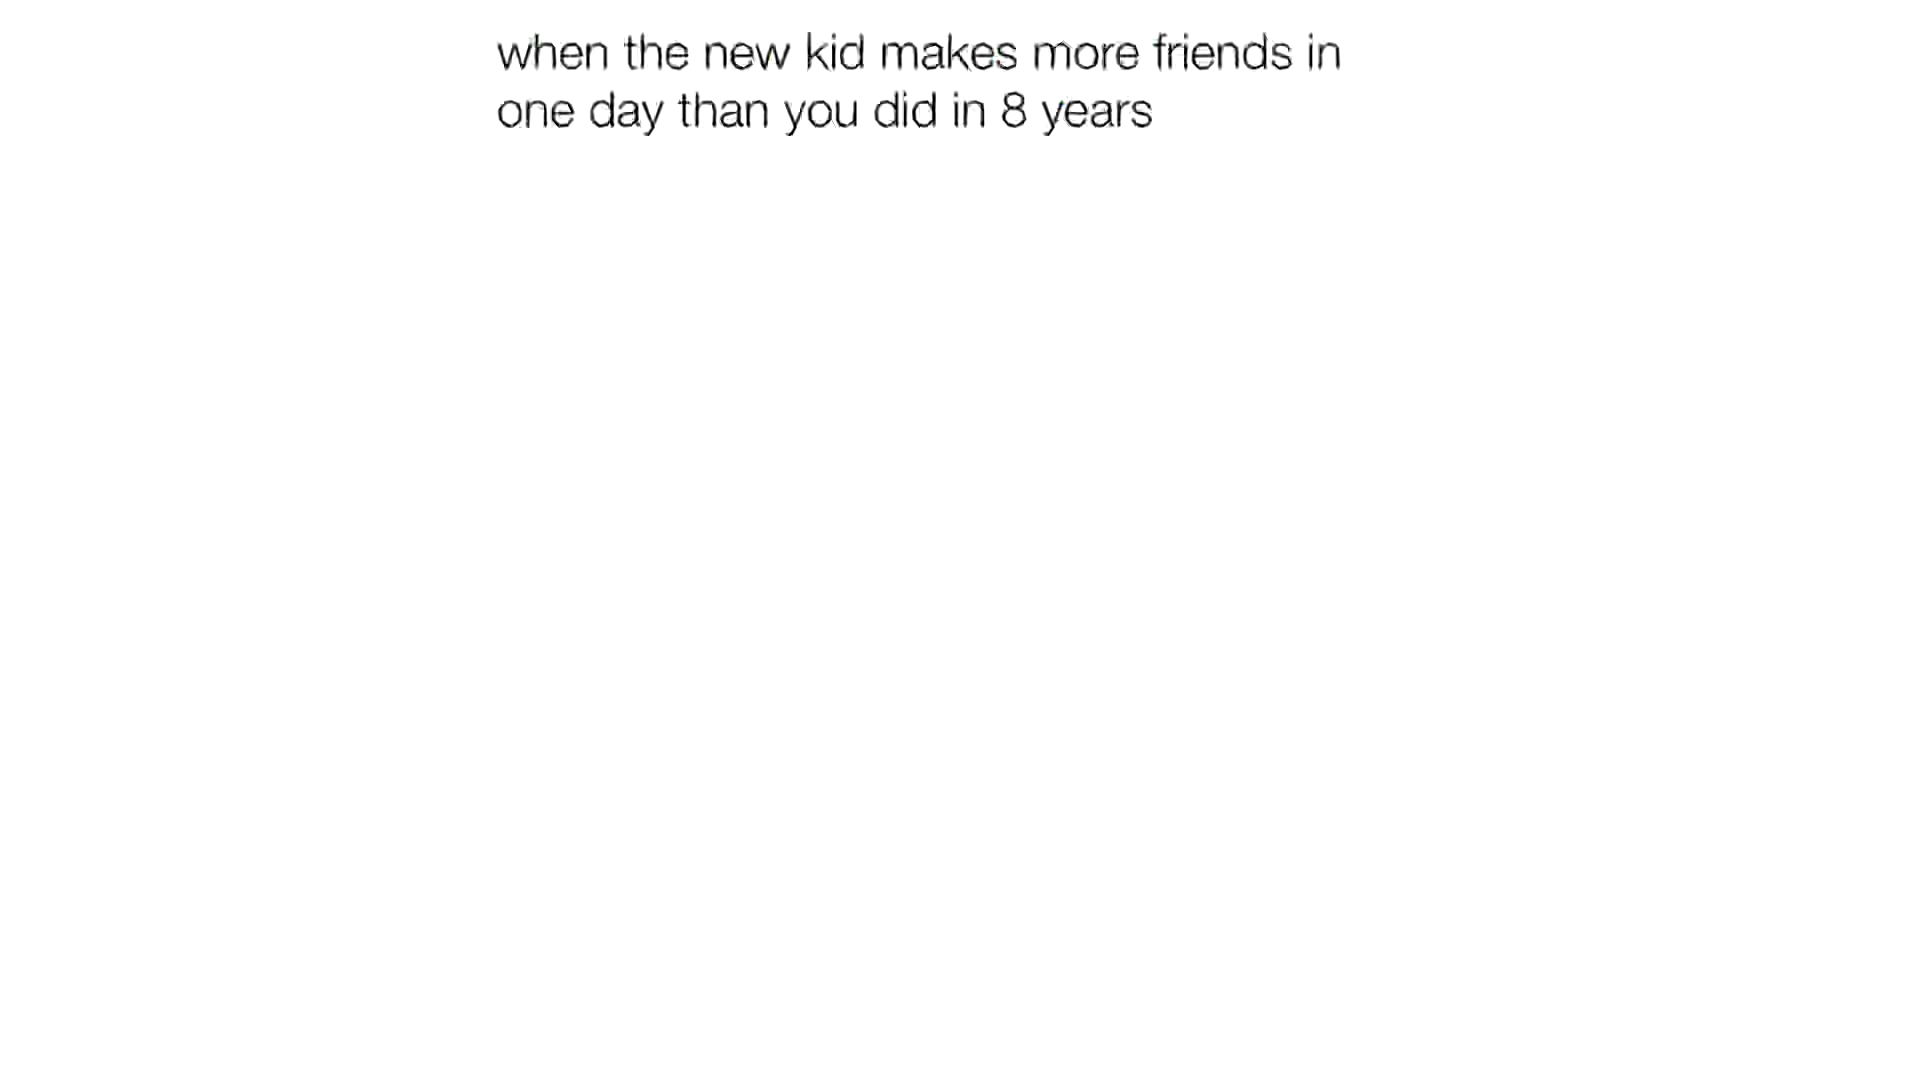 when the new kid makes more friends in
one day than you did in 8 years